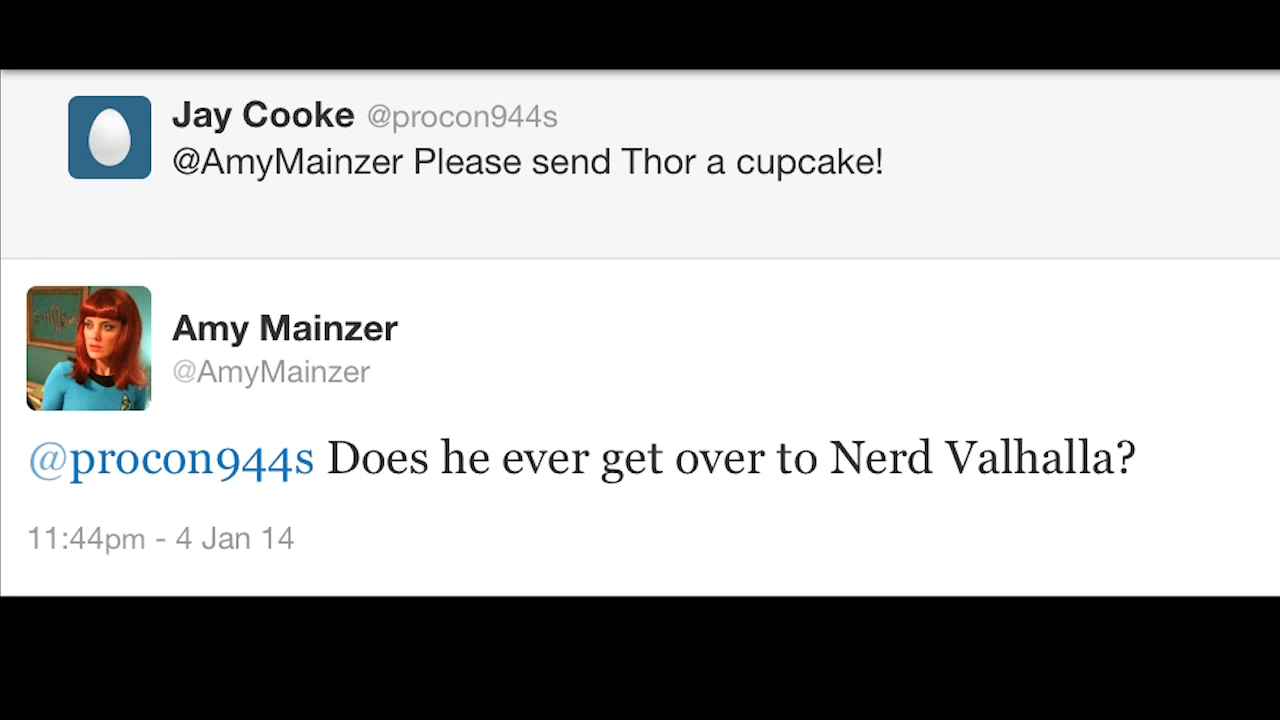 Jay Cooke @procon944s
@AmyMainzer Please send Thor a cupcake!
Amy Mainzer
@AmyMainzer
@procon944s Does he ever get over to Nerd Valhalla?
11:44pm - 4 Jan 14